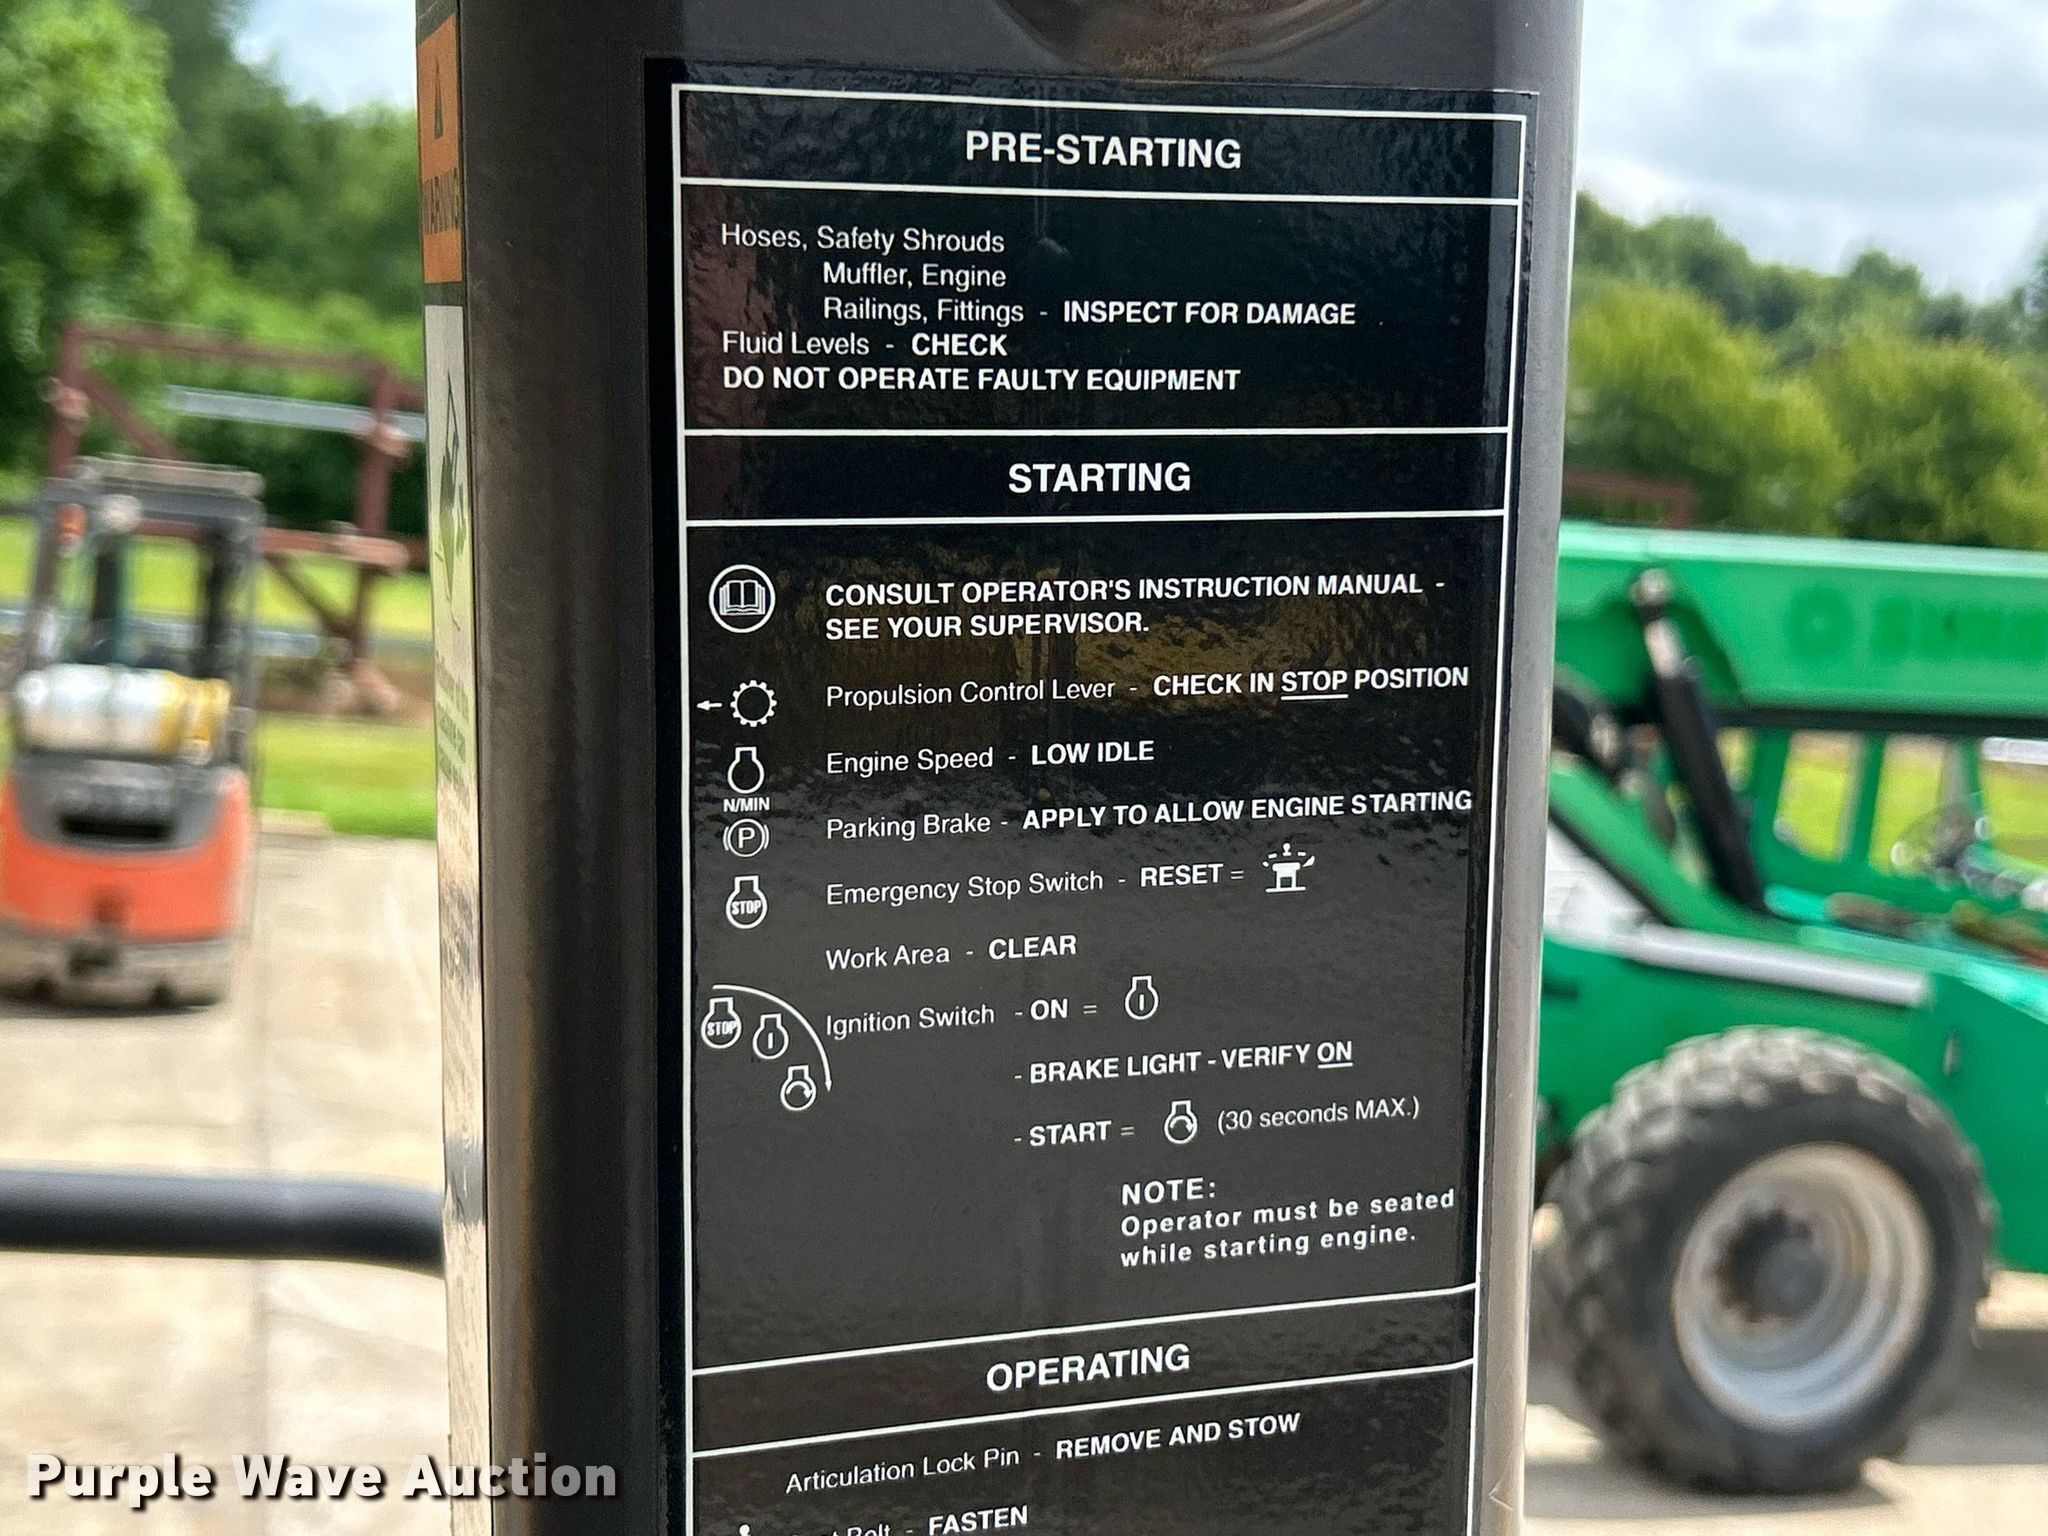 WARNING
PRE-STARTING
Hoses, Safety Shrouds
Muffler, Engine
Railings, Fittings - INSPECT FOR DAMAGE
Fluid Levels - CHECK
DO NOT OPERATE FAULTY EQUIPMENT
STARTING
CONSULT OPERATOR'S INSTRUCTION MANUAL -
SEE YOUR SUPERVISOR.
Propulsion Control Lever - CHECK IN STOP POSITION
Engine Speed - LOW IDLE
N/MIN
(P) Parking Brake - APPLY TO ALLOW ENGINE STARTING
STOP Emergency Stop Switch - RESET =
Work Area - CLEAR
STOP I Ignition Switch - ON = I
- BRAKE LIGHT - VERIFY ON
- START = (30 seconds MAX.)
NOTE:
Operator must be seated
while starting engine.
OPERATING
Articulation Lock Pin - REMOVE AND STOW
Belt - FASTEN
Purple Wave Auction